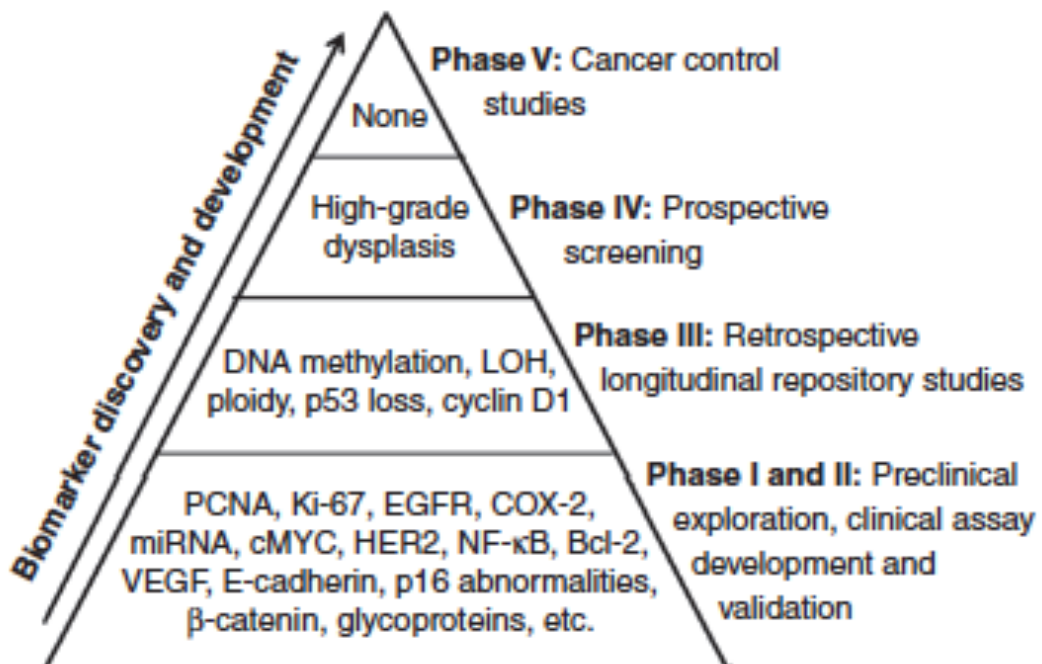 Biomarker discovery and development
Phase V: Cancer control
studies
None
High-grade
dysplasis
Phase IV: Prospective
screening
Phase III: Retrospective
longitudinal repository studies
DNA methylation, LOH,
ploidy, p53 loss, cyclin D1
Phase I and II: Preclinical
exploration, clinical assay
development and
validation
PCNA, Ki-67, EGFR, COX-2,
miRNA, cMYC, HER2, NF-κB, Bcl-2,
VEGF, E-cadherin, p16 abnormalities,
β-catenin, glycoproteins, etc.